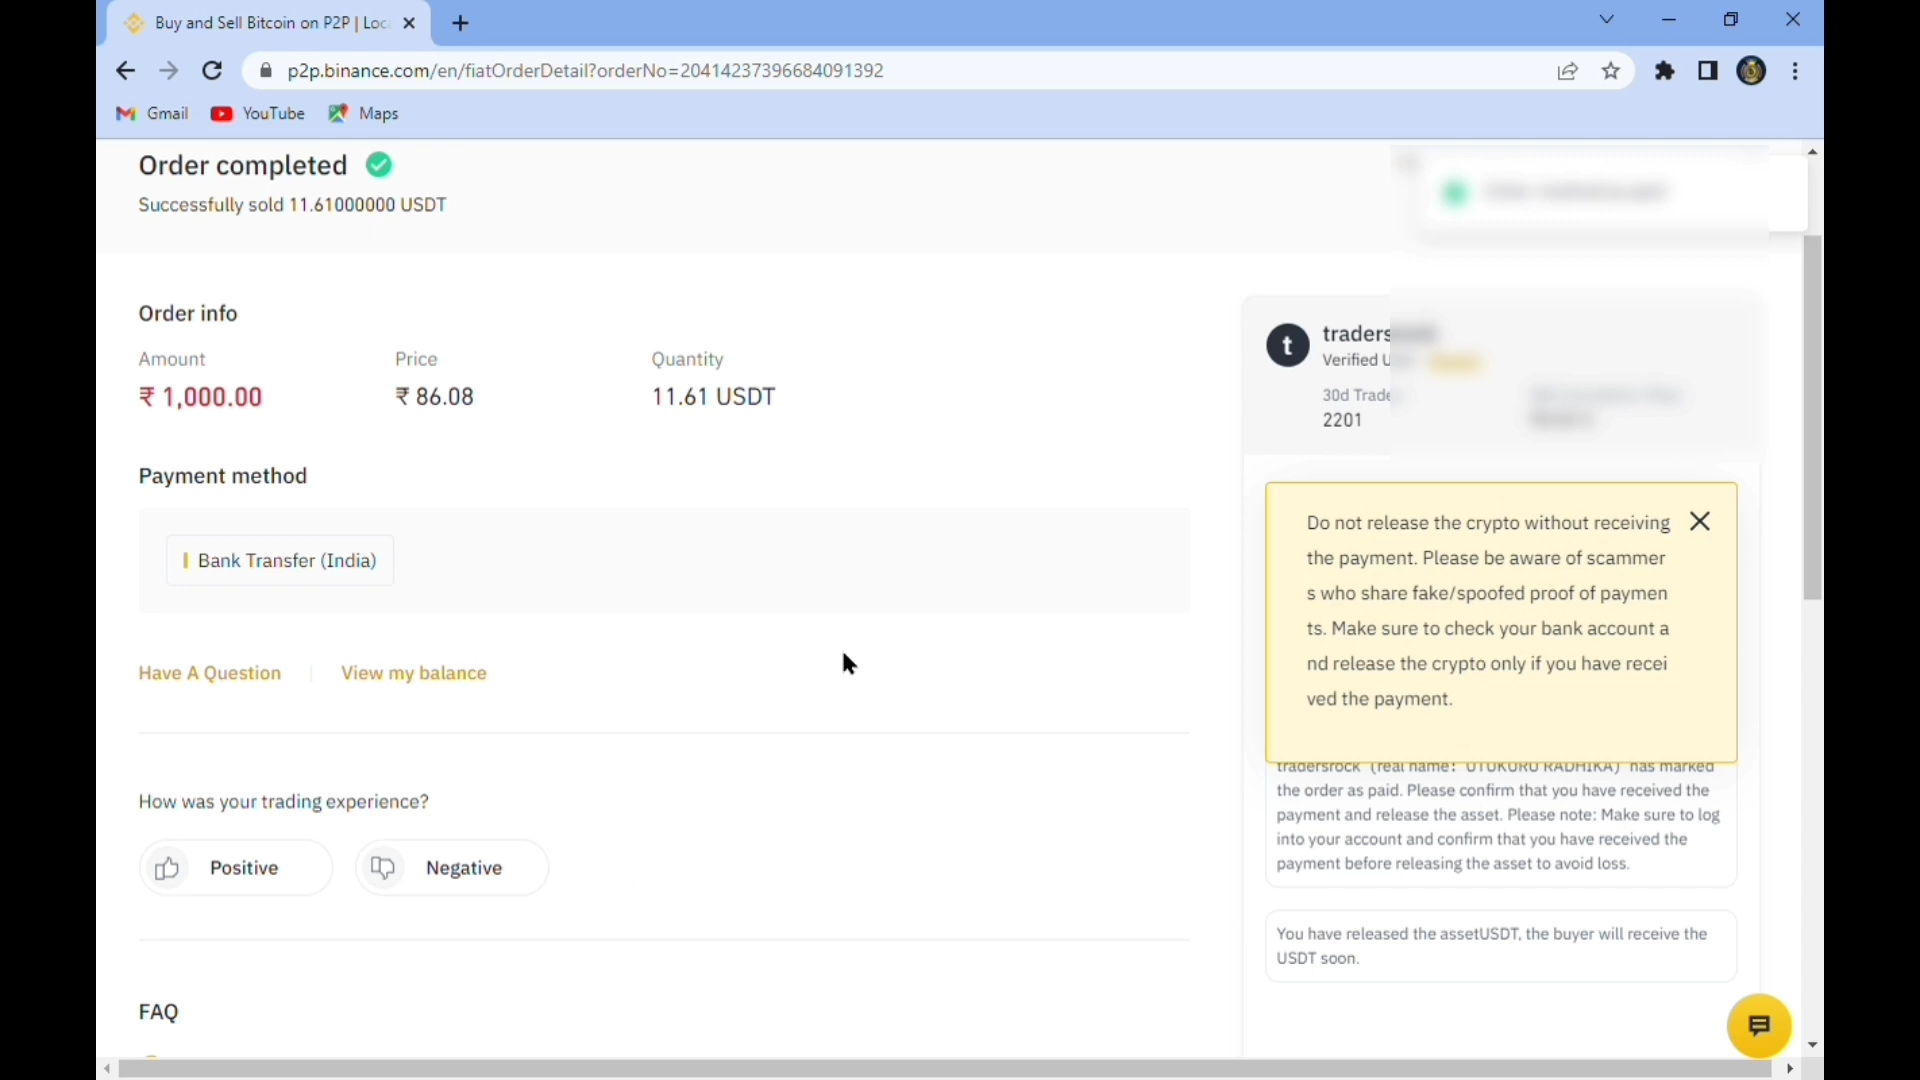 Buy and Sell Bitcoin on P2P | Loc
p2p.binance.com/en/fiatOrderDetail?orderNo=20414237396684091392
Gmail
YouTube
Maps
Order completed
Successfully sold 11.61000000 USDT
Order info
Amount
Price
Quantity
₹ 1,000.00
₹ 86.08
11.61 USDT
Payment method
Bank Transfer (India)
Have A Question
View my balance
How was your trading experience?
Positive
Negative
FAQ
t
traders
Verified U
30d Trade
2201
Do not release the crypto without receiving
the payment. Please be aware of scammer
s who share fake/spoofed proof of paymen
ts. Make sure to check your bank account a
nd release the crypto only if you have recei
ved the payment.
tradersrock (real name: UTUKURU RADHIKA) has marked
the order as paid. Please confirm that you have received the
payment and release the asset. Please note: Make sure to log
into your account and confirm that you have received the
payment before releasing the asset to avoid loss.
You have released the assetUSDT, the buyer will receive the
USDT soon.